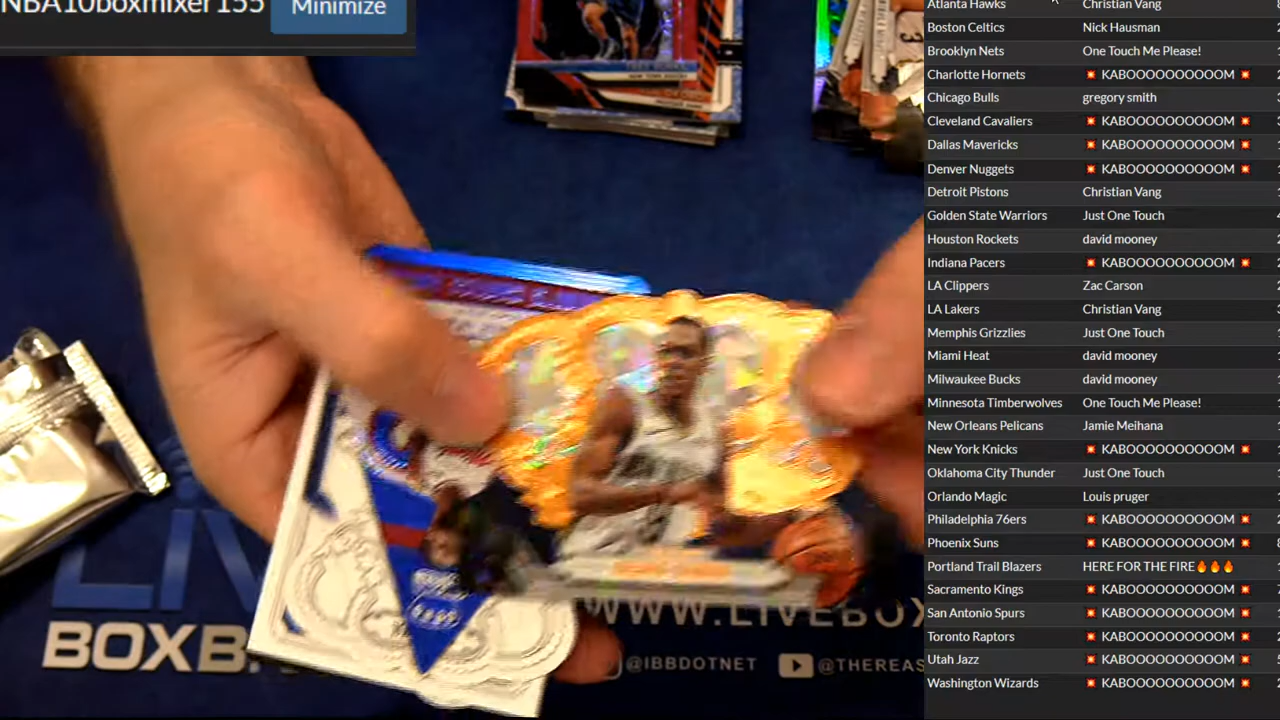 NBA10boxmixer155
Minimize
Atlanta Hawks Christian Vang
Boston Celtics Nick Hausman
Brooklyn Nets One Touch Me Please!
Charlotte Hornets 💥 KABOOOOOOOOOOM 💥
Chicago Bulls gregory smith
Cleveland Cavaliers 💥 KABOOOOOOOOOOM 💥
Dallas Mavericks 💥 KABOOOOOOOOOOM 💥
Denver Nuggets 💥 KABOOOOOOOOOOM 💥
Detroit Pistons Christian Vang
Golden State Warriors Just One Touch
Houston Rockets david mooney
Indiana Pacers 💥 KABOOOOOOOOOOM 💥
LA Clippers Zac Carson
LA Lakers Christian Vang
Memphis Grizzlies Just One Touch
Miami Heat david mooney
Milwaukee Bucks david mooney
Minnesota Timberwolves One Touch Me Please!
New Orleans Pelicans Jamie Meihana
New York Knicks 💥 KABOOOOOOOOOOM 💥
Oklahoma City Thunder Just One Touch
Orlando Magic Louis pruger
Philadelphia 76ers 💥 KABOOOOOOOOOOM 💥
Phoenix Suns 💥 KABOOOOOOOOOOM 💥
Portland Trail Blazers HERE FOR THE FIRE🔥🔥🔥
Sacramento Kings 💥 KABOOOOOOOOOOM 💥
San Antonio Spurs 💥 KABOOOOOOOOOOM 💥
Toronto Raptors 💥 KABOOOOOOOOOOM 💥
Utah Jazz 💥 KABOOOOOOOOOOM 💥
Washington Wizards 💥 KABOOOOOOOOOOM 💥
LIV
WWW.LIVEBOX
BOXB
@IBBDOTNET @THEREAS